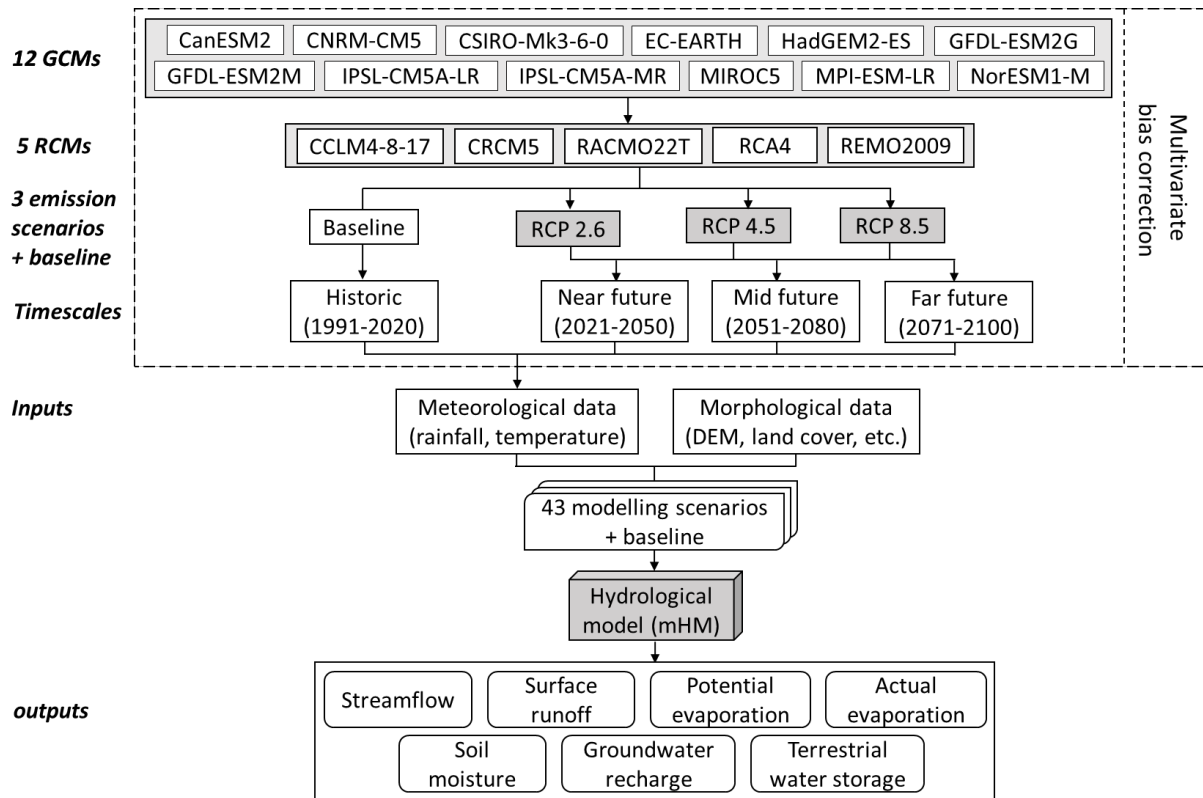 12 GCMs
CanESM2 CNRM-CM5 CSIRO-Mk3-6-0 EC-EARTH HadGEM2-ES GFDL-ESM2G
GFDL-ESM2M IPSL-CM5A-LR IPSL-CM5A-MR MIROC5 MPI-ESM-LR NorESM1-M
5 RCMs
CCLM4-8-17 CRCM5 RACMO22T RCA4 REMO2009
3 emission
scenarios
+ baseline
Baseline RCP 2.6 RCP 4.5 RCP 8.5
Timescales
Historic
(1991-2020)
Near future
(2021-2050)
Mid future
(2051-2080)
Far future
(2071-2100)
Multivariate
bias correction
Inputs
Meteorological data
(rainfall, temperature)
Morphological data
(DEM, land cover, etc.)
43 modelling scenarios
+ baseline
Hydrological
model (mHM)
outputs
Streamflow
Surface
runoff
Potential
evaporation
Actual
evaporation
Soil
moisture
Groundwater
recharge
Terrestrial
water storage